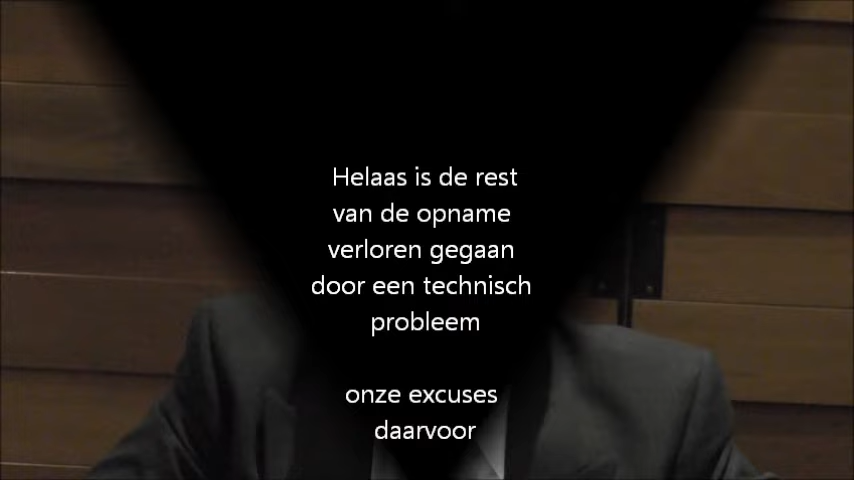 Helaas is de rest
van de opname
verloren gegaan
door een technisch
probleem
onze excuses
daarvoor